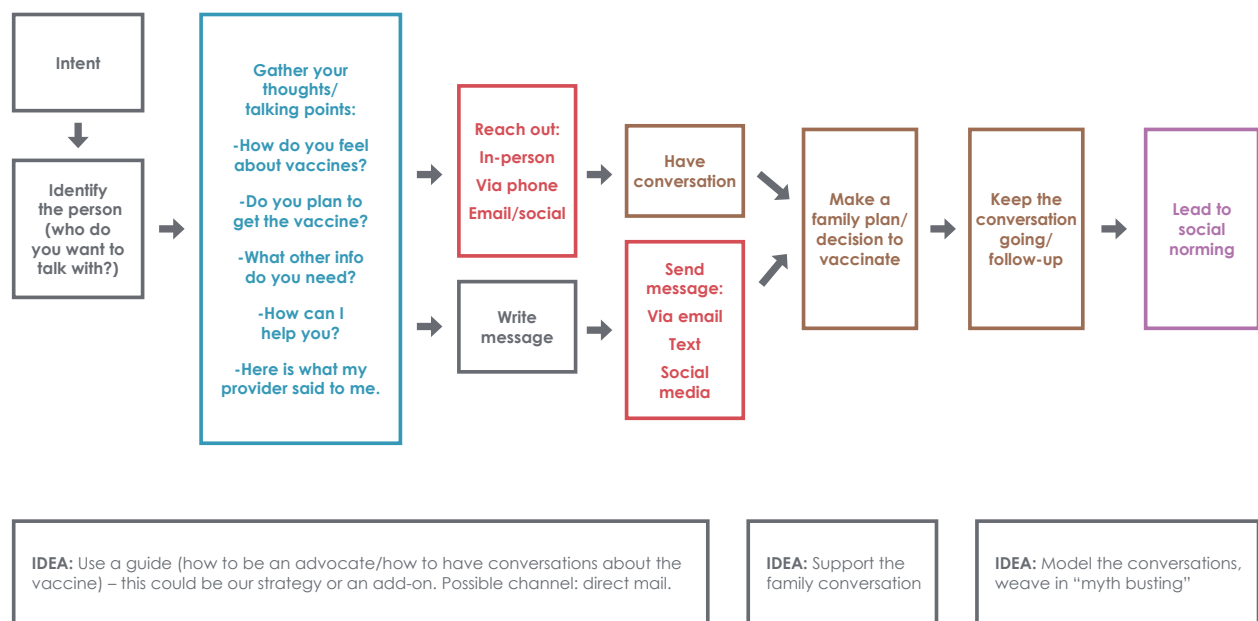 Intent
Identify
the person
(who do
you want to
talk with?)
Gather your
thoughts/
talking points:
-How do you feel
about vaccines?
-Do you plan to
get the vaccine?
-What other info
do you need?
-How can I
help you?
-Here is what my
provider said to me.
Reach out:
In-person
Via phone
Email/social
Have
conversation
Write
message
Send
message:
Via email
Text
Social
media
Make a
family plan/
decision to
vaccinate
Keep the
conversation
going/
follow-up
Lead to
social
norming
IDEA: Use a guide (how to be an advocate/how to have conversations about the
vaccine) – this could be our strategy or an add-on. Possible channel: direct mail.
IDEA: Support the
family conversation
IDEA: Model the conversations,
weave in “myth busting”